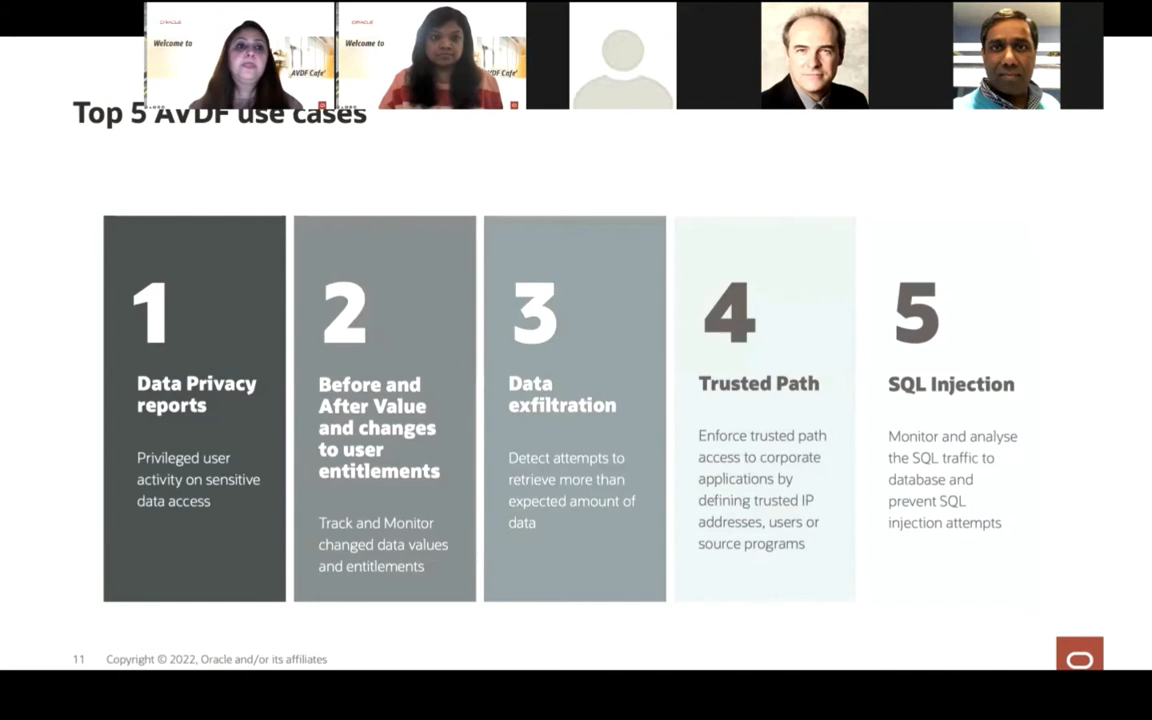 ORACLE
Welcome to
AVDF Cafe'
ORACLE
Welcome to
VDF Cafe'
Top 5 AVDF use cases
1
Data Privacy
reports
Privileged user
activity on sensitive
data access
2
Before and
After Value
and changes
to user
entitlements
Track and Monitor
changed data values
and entitlements
3
Data
exfiltration
Detect attempts to
retrieve more than
expected amount of
data
4
Trusted Path
Enforce trusted path
access to corporate
applications by
defining trusted IP
addresses, users or
source programs
5
SQL Injection
Monitor and analyse
the SQL traffic to
database and
prevent SQL
injection attempts
11 Copyright © 2022, Oracle and/or its affiliates